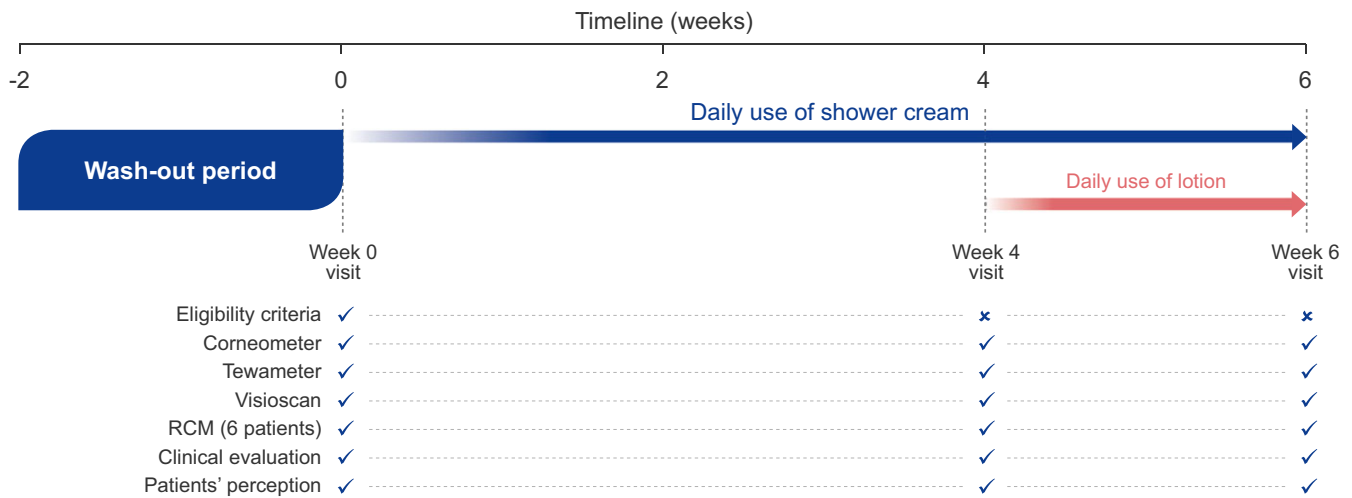 Timeline (weeks)
-2 0 2 4 6
Daily use of shower cream
Wash-out period
Daily use of lotion
Week 0
visit
Week 4
visit
Week 6
visit
Eligibility criteria ✓ ✗ ✗
Corneometer ✓ ✓ ✓
Tewameter ✓ ✓ ✓
Visioscan ✓ ✓ ✓
RCM (6 patients) ✓ ✓ ✓
Clinical evaluation ✓ ✓ ✓
Patients’ perception ✓ ✓ ✓